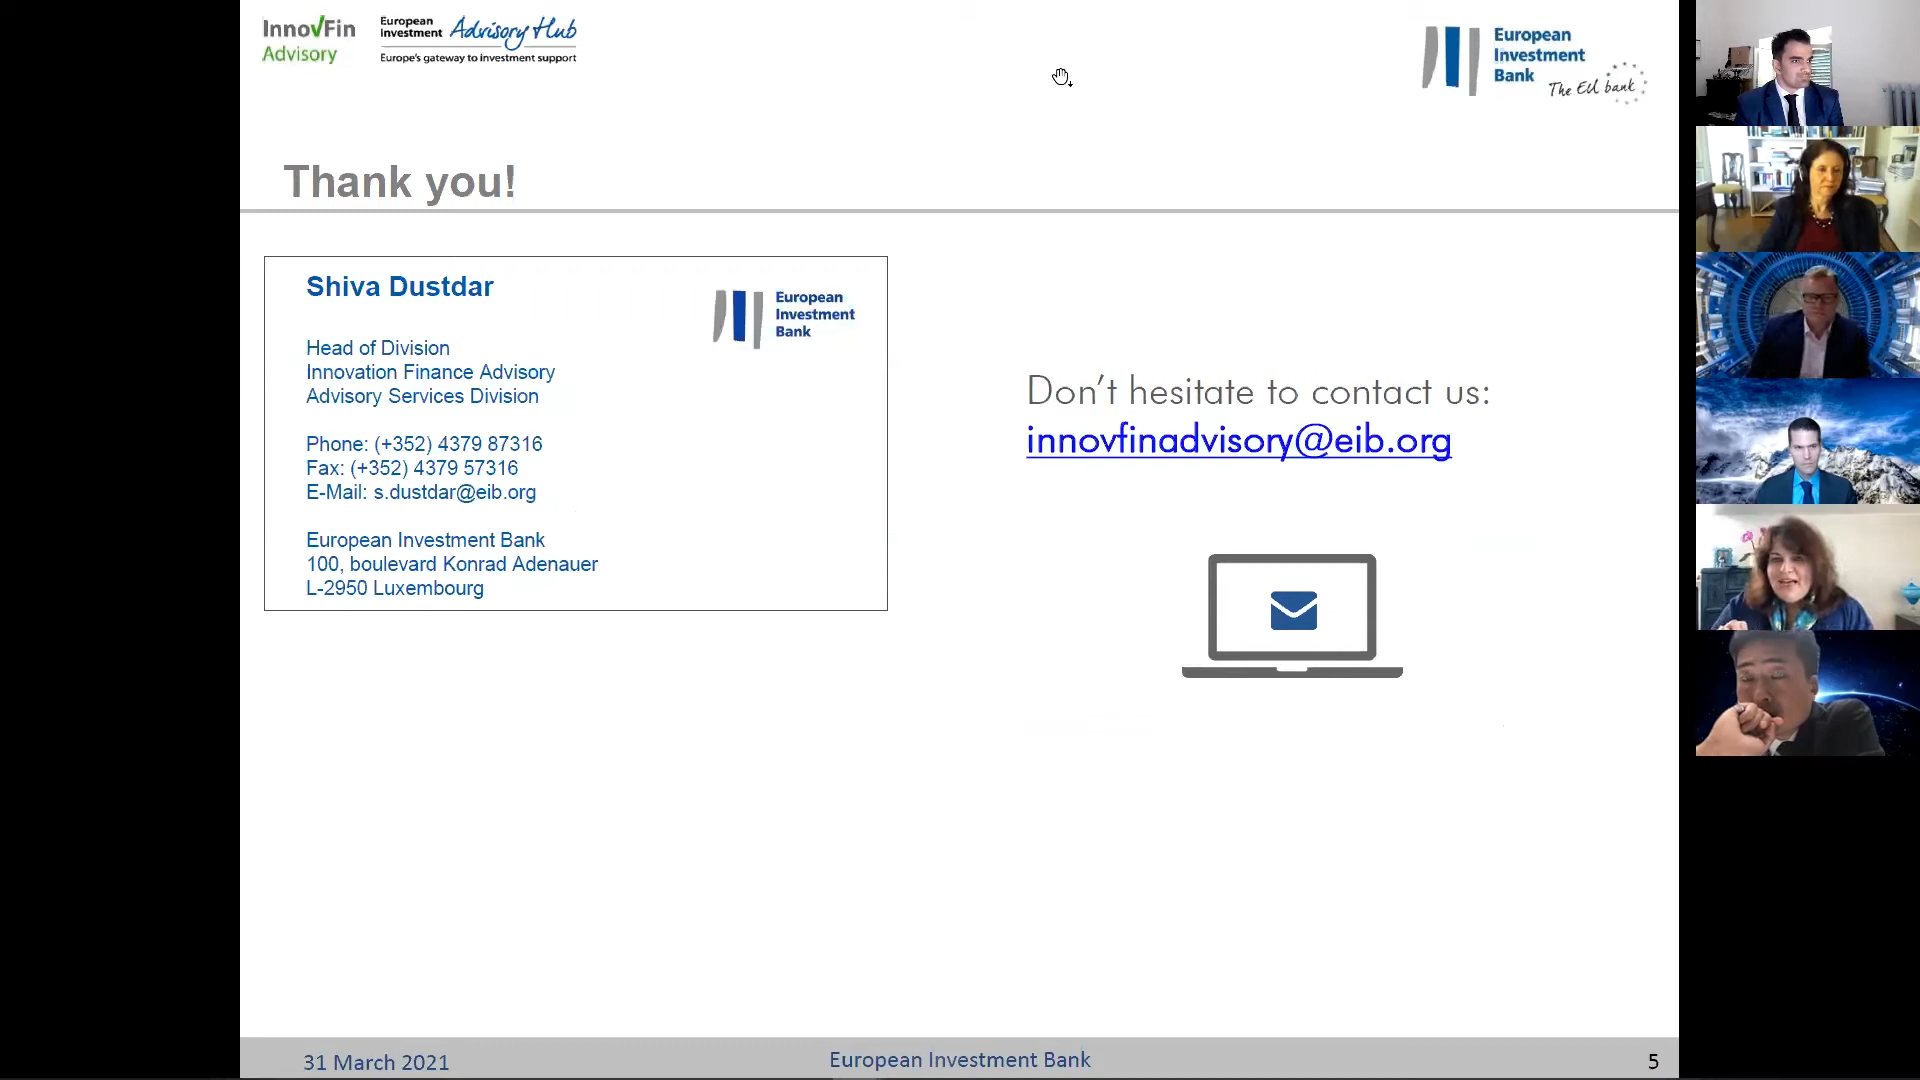 InnovFin
Advisory
European
Investment Advisory Hub
Europe's gateway to investment support
European
Investment
Bank
The EU bank
Thank you!
Shiva Dustdar
European
Investment
Bank
Head of Division
Innovation Finance Advisory
Advisory Services Division
Phone: (+352) 4379 87316
Fax: (+352) 4379 57316
E-Mail: s.dustdar@eib.org
European Investment Bank
100, boulevard Konrad Adenauer
L-2950 Luxembourg
Don't hesitate to contact us:
innovfinadvisory@eib.org
31 March 2021
European Investment Bank
5